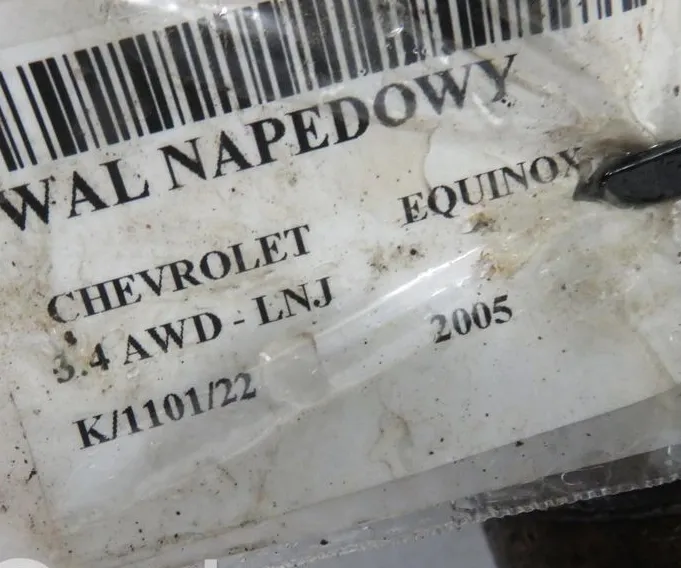 WAL NAPEDOWY
CHEVROLET EQUINOX
3.4 AWD - LNJ 2005
K/1101/22